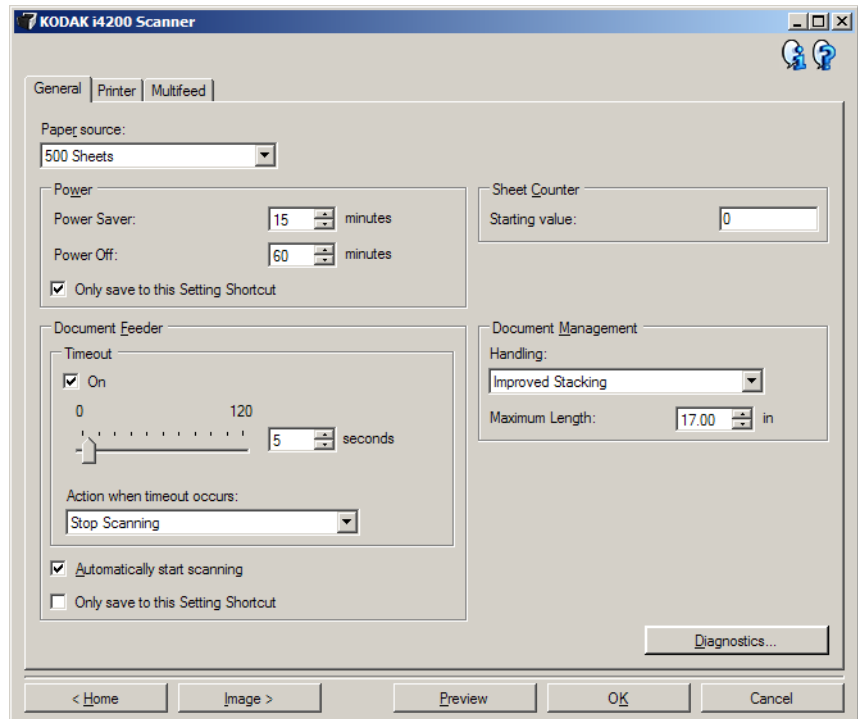 KODAK i4200 Scanner
General Printer Multifeed
Paper source:
500 Sheets
Power
Power Saver: 15 minutes
Power Off: 60 minutes
Only save to this Setting Shortcut
Sheet Counter
Starting value: 0
Document Feeder
Timeout
On
0 120
5 seconds
Action when timeout occurs:
Stop Scanning
Automatically start scanning
Only save to this Setting Shortcut
Document Management
Handling:
Improved Stacking
Maximum Length: 17.00 in
Diagnostics...
< Home Image > Preview OK Cancel